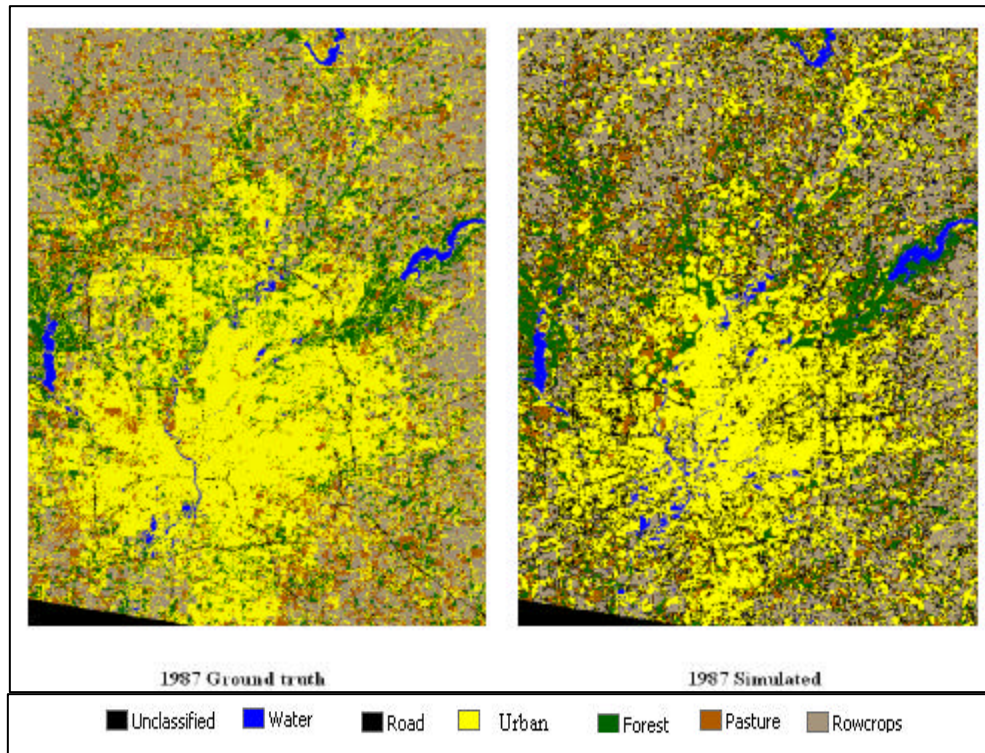 1987 Ground truth 1987 Simulated
Unclassified Water Road Urban Forest Pasture Rowcrops